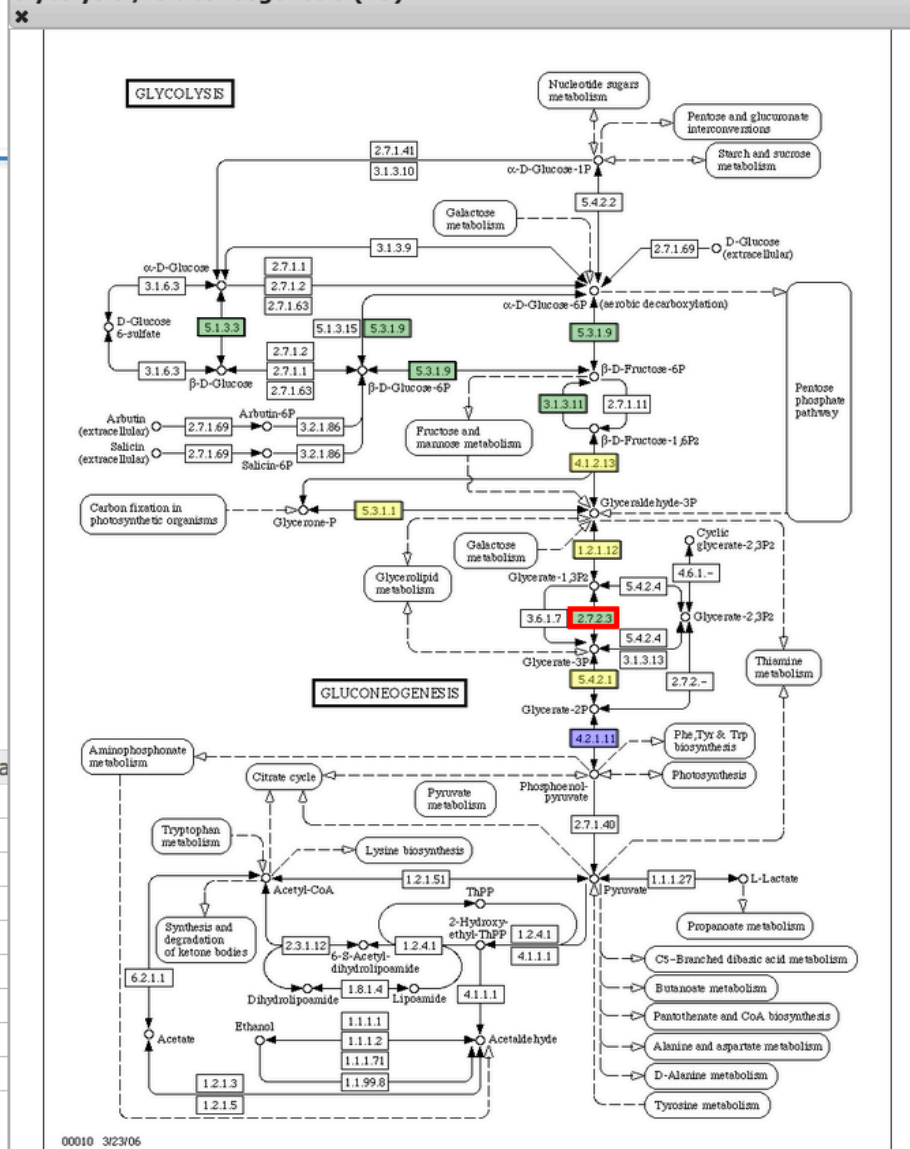 ✖
GLYCOLYSIS
Nucleotide sugars
metabolism
Pentose and glucuronate
interconversions
Starch and sucrose
metabolism
2.7.1.41
3.1.3.10
α-D-Glucose-1P
5.4.2.2
Galactose
metabolism
3.1.3.9
2.7.1.69
D-Glucose
(extracellular)
α-D-Glucose
2.7.1.1
2.7.1.2
2.7.1.63
3.1.6.3
α-D-Glucose-6P
(aerobic decarboxylation)
D-Glucose
6-sulfate
5.1.3.3
5.3.1.15
5.3.1.9
5.3.1.9
3.1.6.3
β-D-Glucose
2.7.1.2
2.7.1.1
2.7.1.63
5.3.1.9
β-D-Glucose-6P
β-D-Fructose-6P
3.1.3.11
2.7.1.11
Pentose
phosphate
pathway
Arbutin
(extracellular)
2.7.1.69
Arbutin-6P
3.2.1.86
Salicin
(extracellular)
2.7.1.69
Salicin-6P
3.2.1.86
Fructose and
mannose metabolism
β-D-Fructose-1,6P2
4.1.2.13
Carbon fixation in
photosynthetic organisms
Glycerone-P
5.3.1.1
Glyceraldehyde-3P
Galactose
metabolism
1.2.1.12
Cyclic
glycerate-2,3P2
4.6.1.-
Glycerolipid
metabolism
Glycerate-1,3P2
5.4.2.4
3.6.1.7
2.7.2.3
Glycerate-2,3P2
5.4.2.4
3.1.3.13
Glycerate-3P
Thiamine
metabolism
5.4.2.1
2.7.2.-
GLUCONEOGENESIS
Glycerate-2P
4.2.1.11
Phe,Tyr & Trp
biosynthesis
Aminophosphonate
metabolism
Citrate cycle
Photosynthesis
Phosphoenol-
pyruvate
Pyruvate
metabolism
2.7.1.40
Tryptophan
metabolism
Lysine biosynthesis
Acetyl-CoA
1.2.1.51
Pyruvate
1.1.1.27
L-Lactate
ThPP
Synthesis and
degradation
of ketone bodies
2-Hydroxy-
ethyl-ThPP
Propanoate metabolism
2.3.1.12
1.2.4.1
1.2.4.1
4.1.1.1
6-S-Acetyl-
dihydrolipoamide
C5-Branched dibasic acid metabolism
6.2.1.1
1.8.1.4
Dihydrolipoamide
Lipoamide
4.1.1.1
Butanoate metabolism
Pantothenate and CoA biosynthesis
Acetate
Ethanol
1.1.1.1
1.1.1.2
1.1.1.71
1.1.99.8
Acetaldehyde
Alanine and aspartate metabolism
D-Alanine metabolism
1.2.1.3
1.2.1.5
Tyrosine metabolism
00010 3/23/06